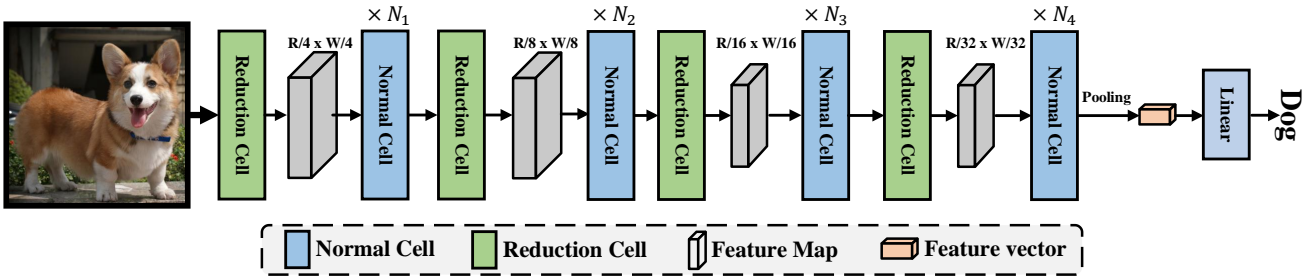 × N₁
× N₂
× N₃
× N₄
Reduction Cell
R/4 x W/4
Normal Cell
Reduction Cell
R/8 x W/8
Normal Cell
Reduction Cell
R/16 x W/16
Normal Cell
Reduction Cell
R/32 x W/32
Normal Cell
Pooling
Linear
Dog
Normal Cell
Reduction Cell
Feature Map
Feature vector